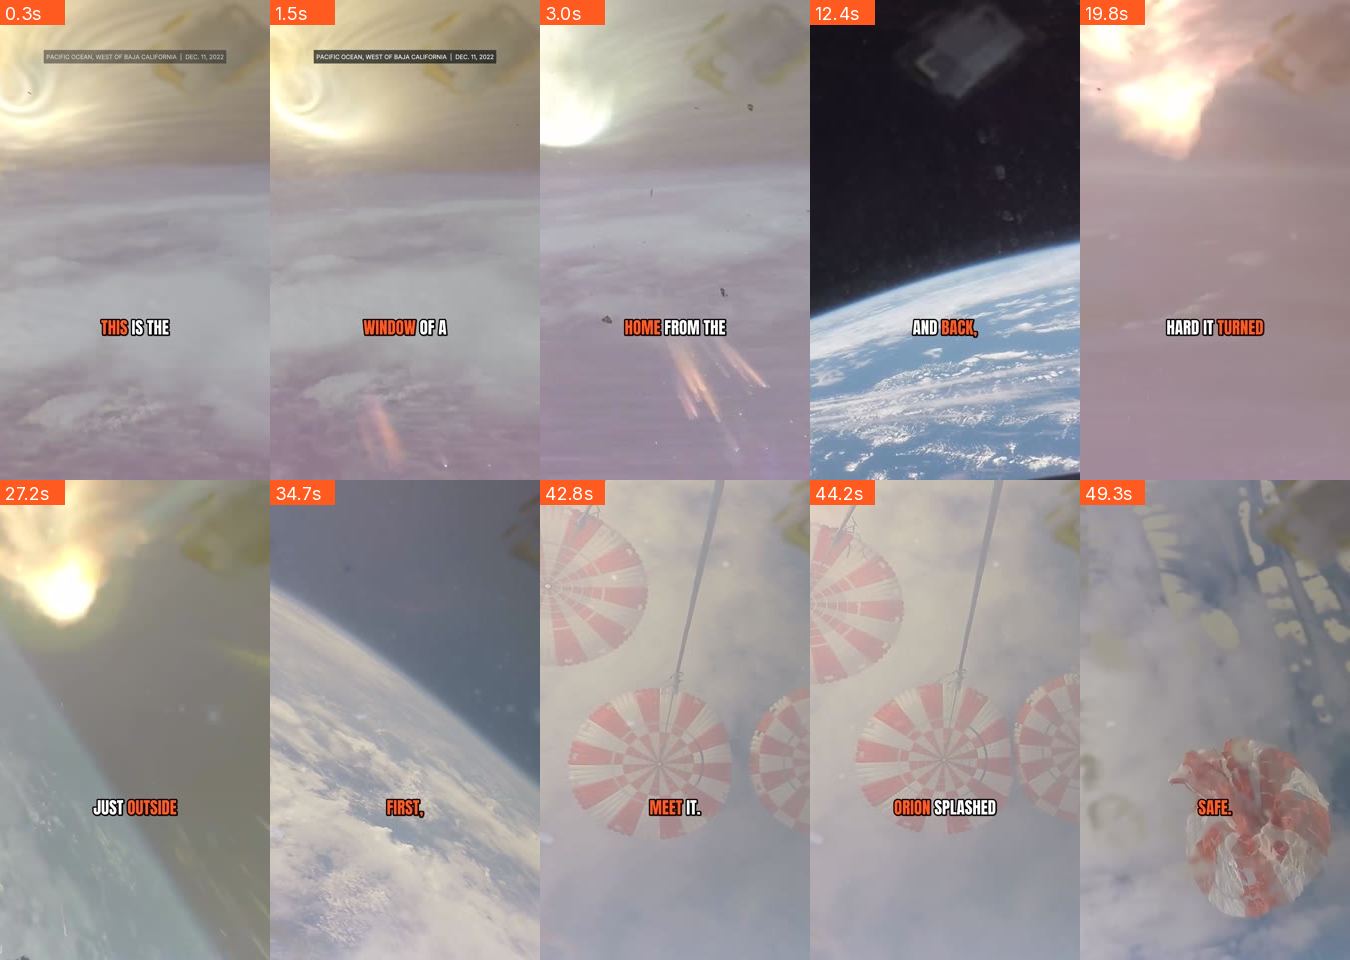 0.3s
PACIFIC OCEAN, WEST OF BAJA CALIFORNIA | DEC. 11, 2022
THIS IS THE
1.5s
PACIFIC OCEAN, WEST OF BAJA CALIFORNIA | DEC. 11, 2022
WINDOW OF A
3.0s
HOME FROM THE
12.4s
AND BACK,
19.8s
HARD IT TURNED
27.2s
JUST OUTSIDE
34.7s
FIRST,
42.8s
MEET IT.
44.2s
ORION SPLASHED
49.3s
SAFE.